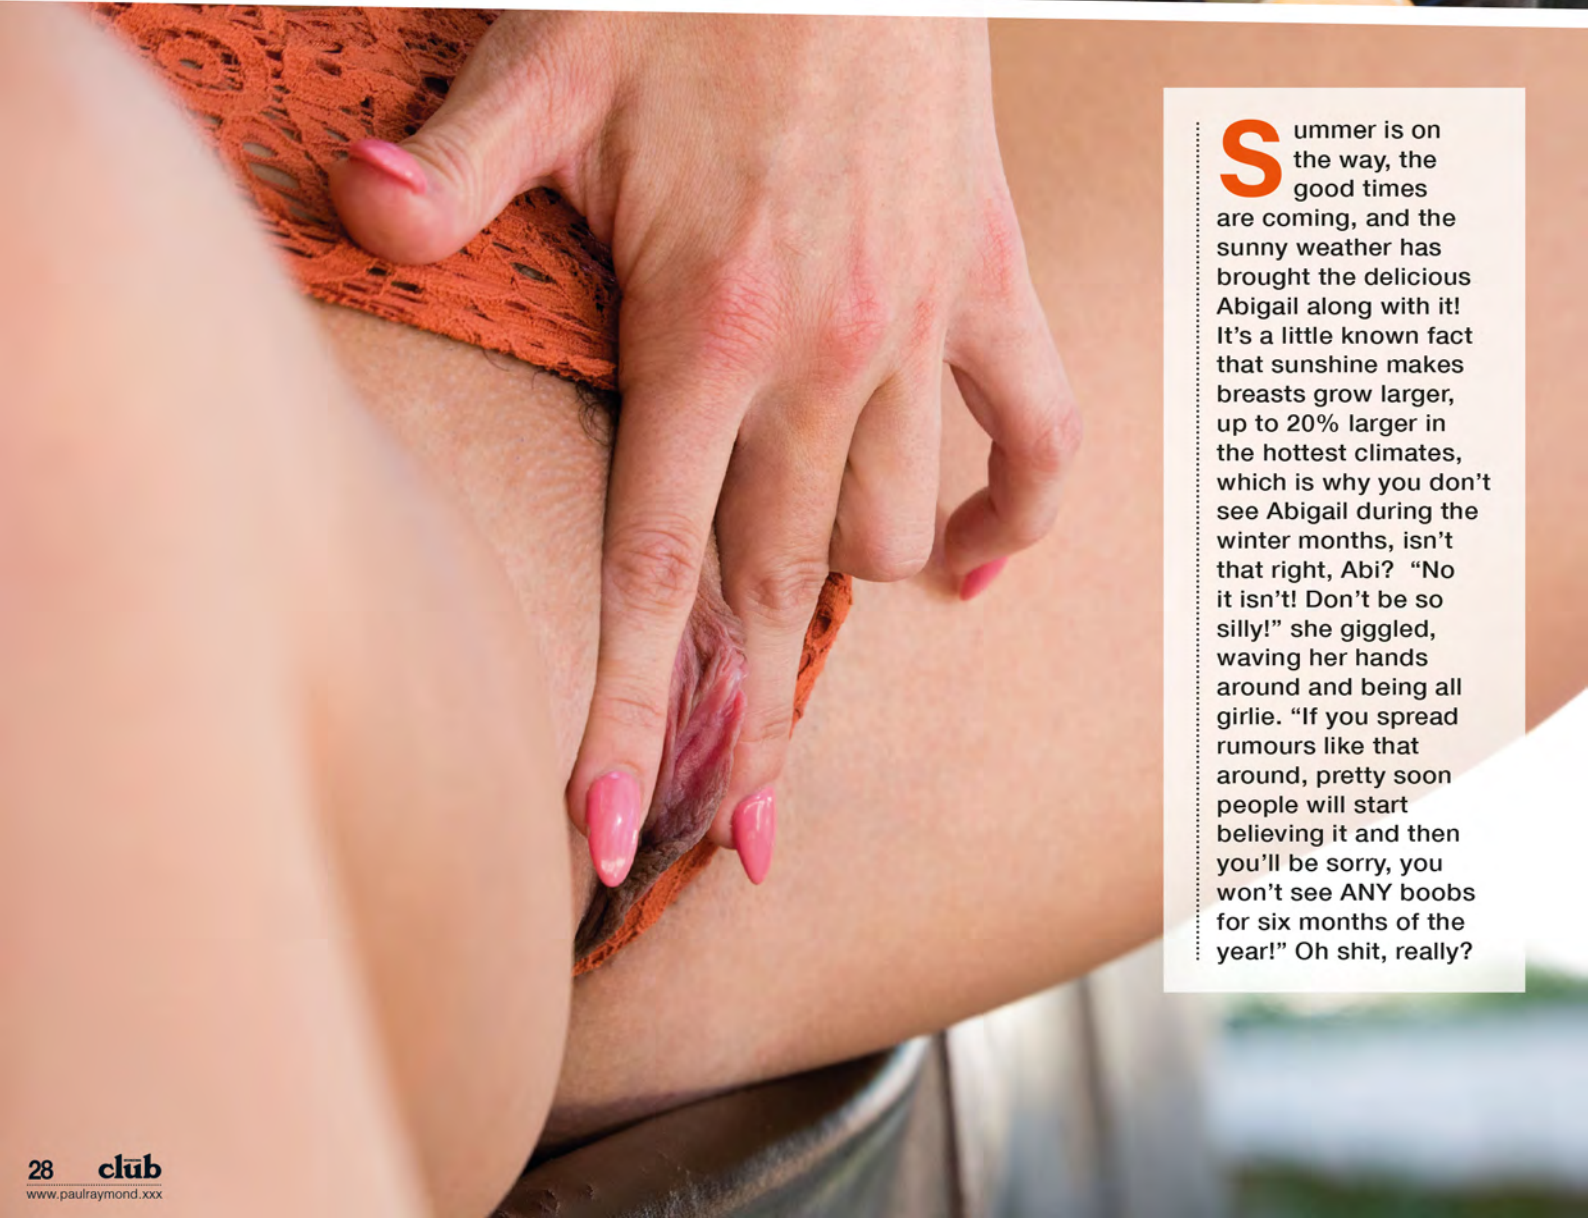 Summer is on
the way, the
good times
are coming, and the
sunny weather has
brought the delicious
Abigail along with it!
It's a little known fact
that sunshine makes
breasts grow larger,
up to 20% larger in
the hottest climates,
which is why you don't
see Abigail during the
winter months, isn't
that right, Abi?  "No
it isn't! Don't be so
silly!" she giggled,
waving her hands
around and being all
girlie. "If you spread
rumours like that
around, pretty soon
people will start
believing it and then
you'll be sorry, you
won't see ANY boobs
for six months of the
year!" Oh shit, really?
28 club
www.paulraymond.xxx